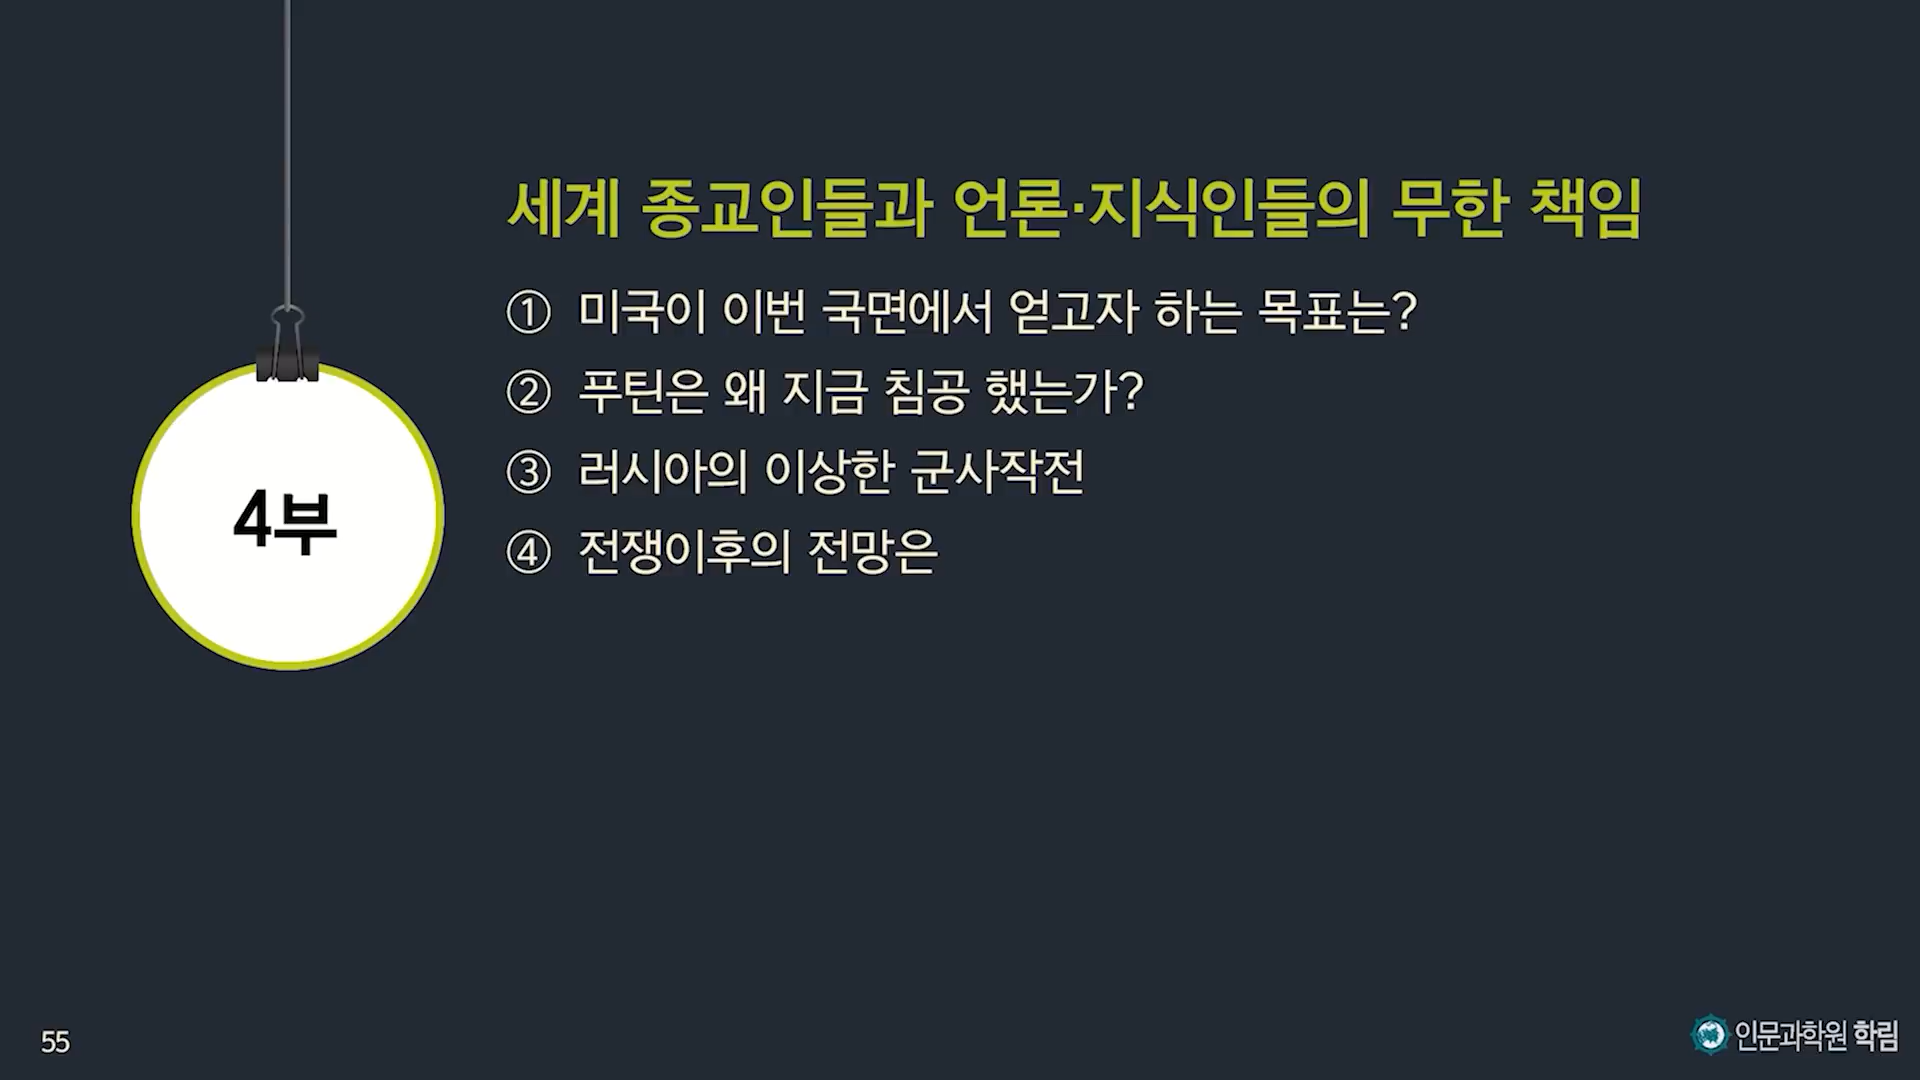 세계 종교인들과 언론·지식인들의 무한 책임
① 미국이 이번 국면에서 얻고자 하는 목표는?
② 푸틴은 왜 지금 침공 했는가?
③ 러시아의 이상한 군사작전
④ 전쟁이후의 전망은
4부
55
인문과학원 학림